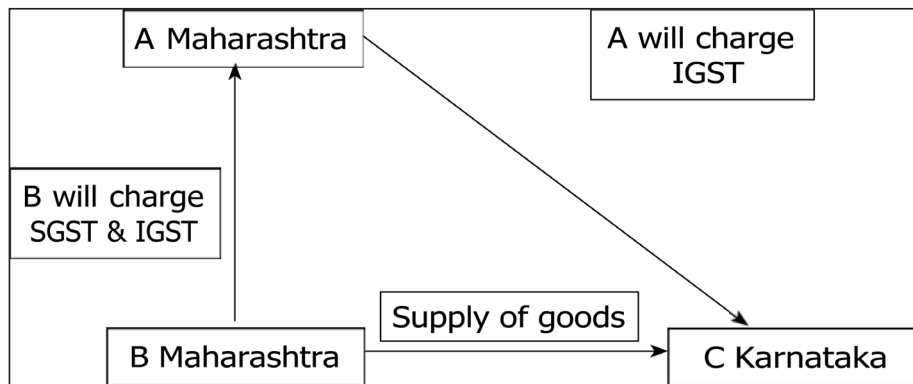 A Maharashtra
A will charge
IGST
B will charge
SGST & IGST
Supply of goods
B Maharashtra
C Karnataka